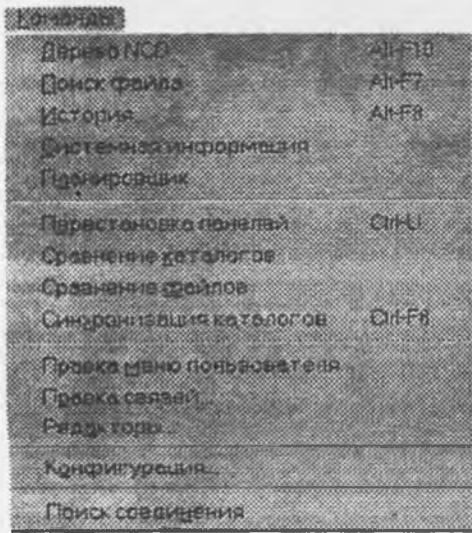 Команды
Дерево NCD Alt-F10
Поиск файла Alt-F7
История... Alt-F8
Системная информация
Планировщик
Перестановка панелей Ctrl-U
Сравнение каталогов
Сравнение файлов
Синхронизация каталогов Ctrl-F8
Правка меню пользователя
Правка связей...
Редакторы...
Конфигурация...
Поиск соединения